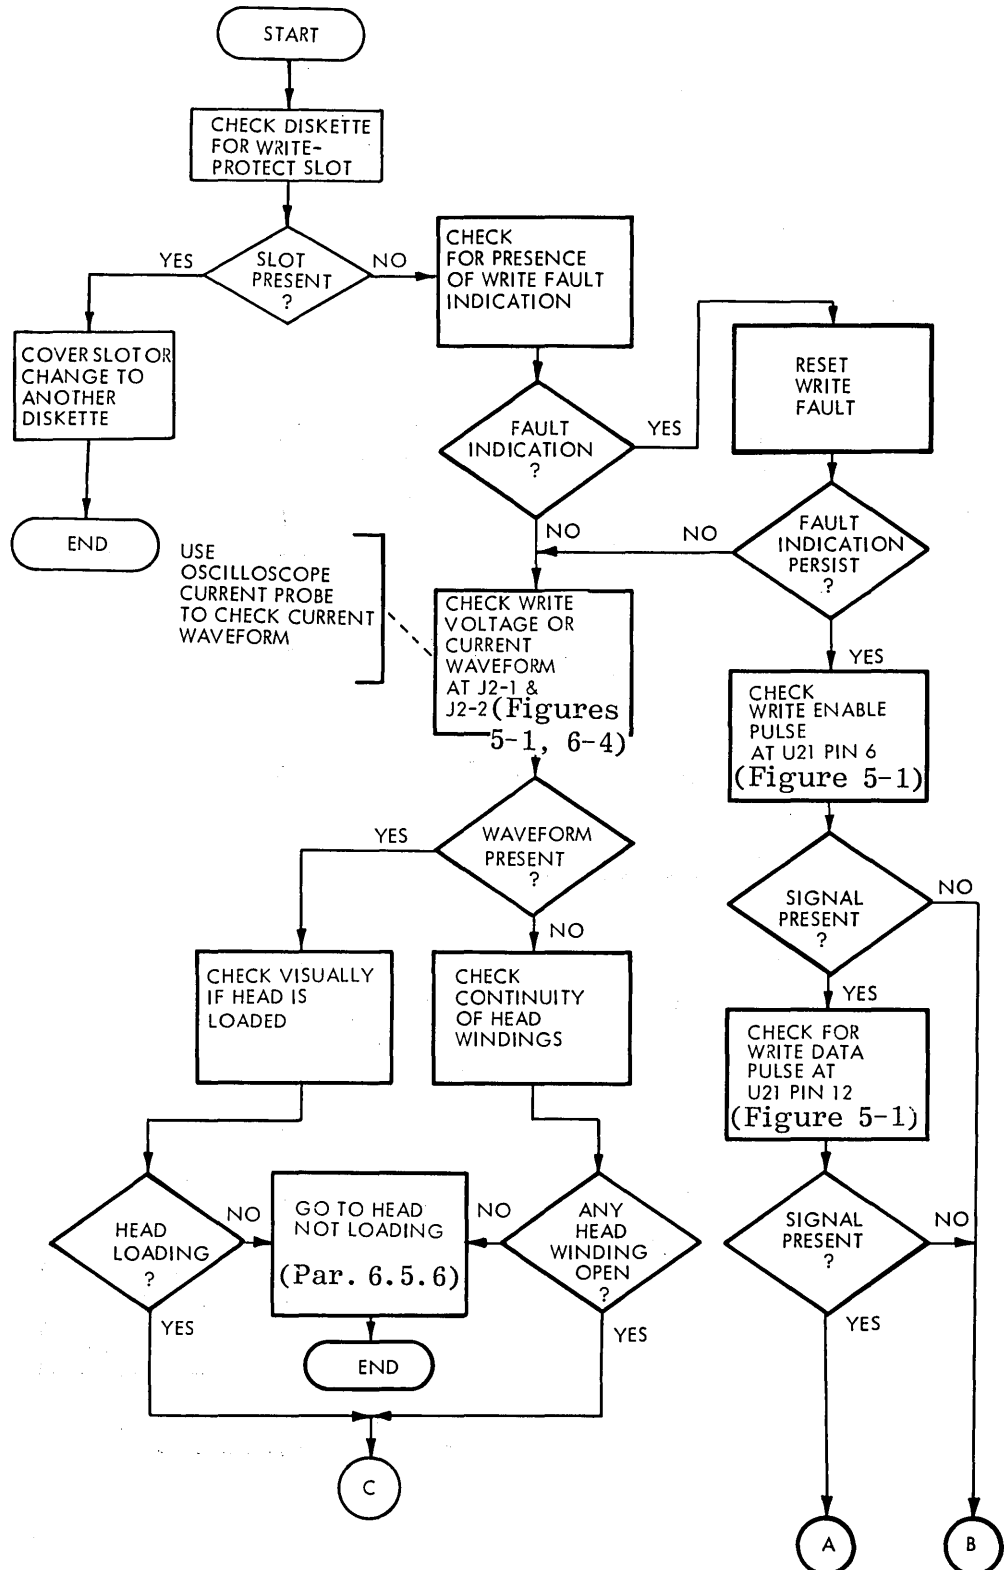 START
CHECK DISKETTE
FOR WRITE-
PROTECT SLOT
SLOT
PRESENT
?
YES
NO
COVER SLOT OR
CHANGE TO
ANOTHER
DISKETTE
END
CHECK
FOR PRESENCE
OF WRITE FAULT
INDICATION
FAULT
INDICATION
?
YES
NO
RESET
WRITE
FAULT
FAULT
INDICATION
PERSIST
?
NO
YES
USE
OSCILLOSCOPE
CURRENT PROBE
TO CHECK CURRENT
WAVEFORM
CHECK WRITE
VOLTAGE OR
CURRENT
WAVEFORM
AT J2-1 &
J2-2 (Figures
5-1, 6-4)
CHECK
WRITE ENABLE
PULSE
AT U21 PIN 6
(Figure 5-1)
WAVEFORM
PRESENT
?
YES
NO
SIGNAL
PRESENT
?
NO
YES
CHECK VISUALLY
IF HEAD IS
LOADED
CHECK
CONTINUITY
OF HEAD
WINDINGS
CHECK FOR
WRITE DATA
PULSE AT
U21 PIN 12
(Figure 5-1)
HEAD
LOADING
?
NO
YES
GO TO HEAD
NOT LOADING
(Par. 6.5.6)
END
ANY
HEAD
WINDING
OPEN
?
NO
YES
SIGNAL
PRESENT
?
NO
YES
C
A
B